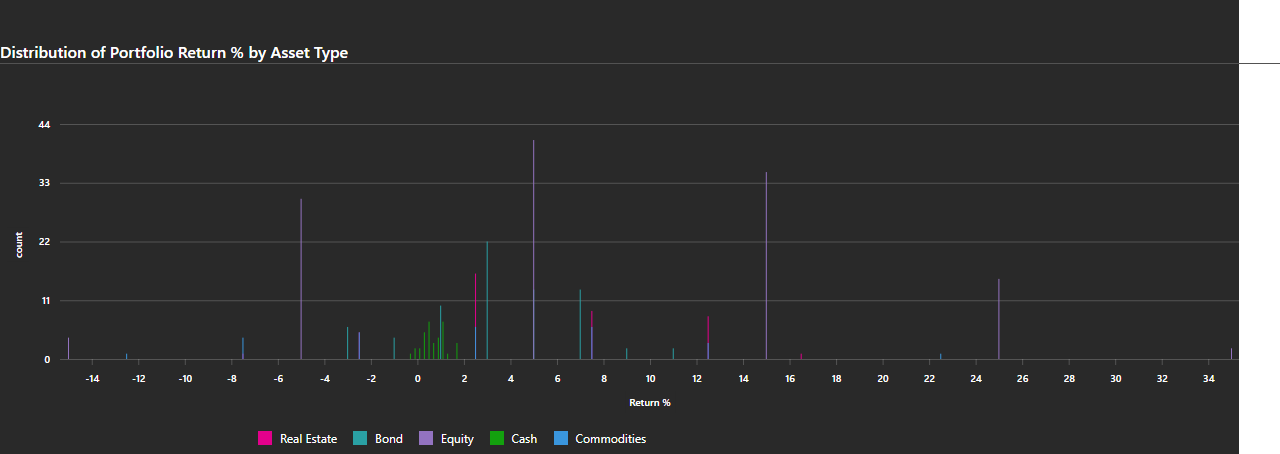 Distribution of Portfolio Return % by Asset Type
44
33
22
11
0
count
-14 -12 -10 -8 -6 -4 -2 0 2 4 6 8 10 12 14 16 18 20 22 24 26 28 30 32 34
Return %
Real Estate Bond Equity Cash Commodities